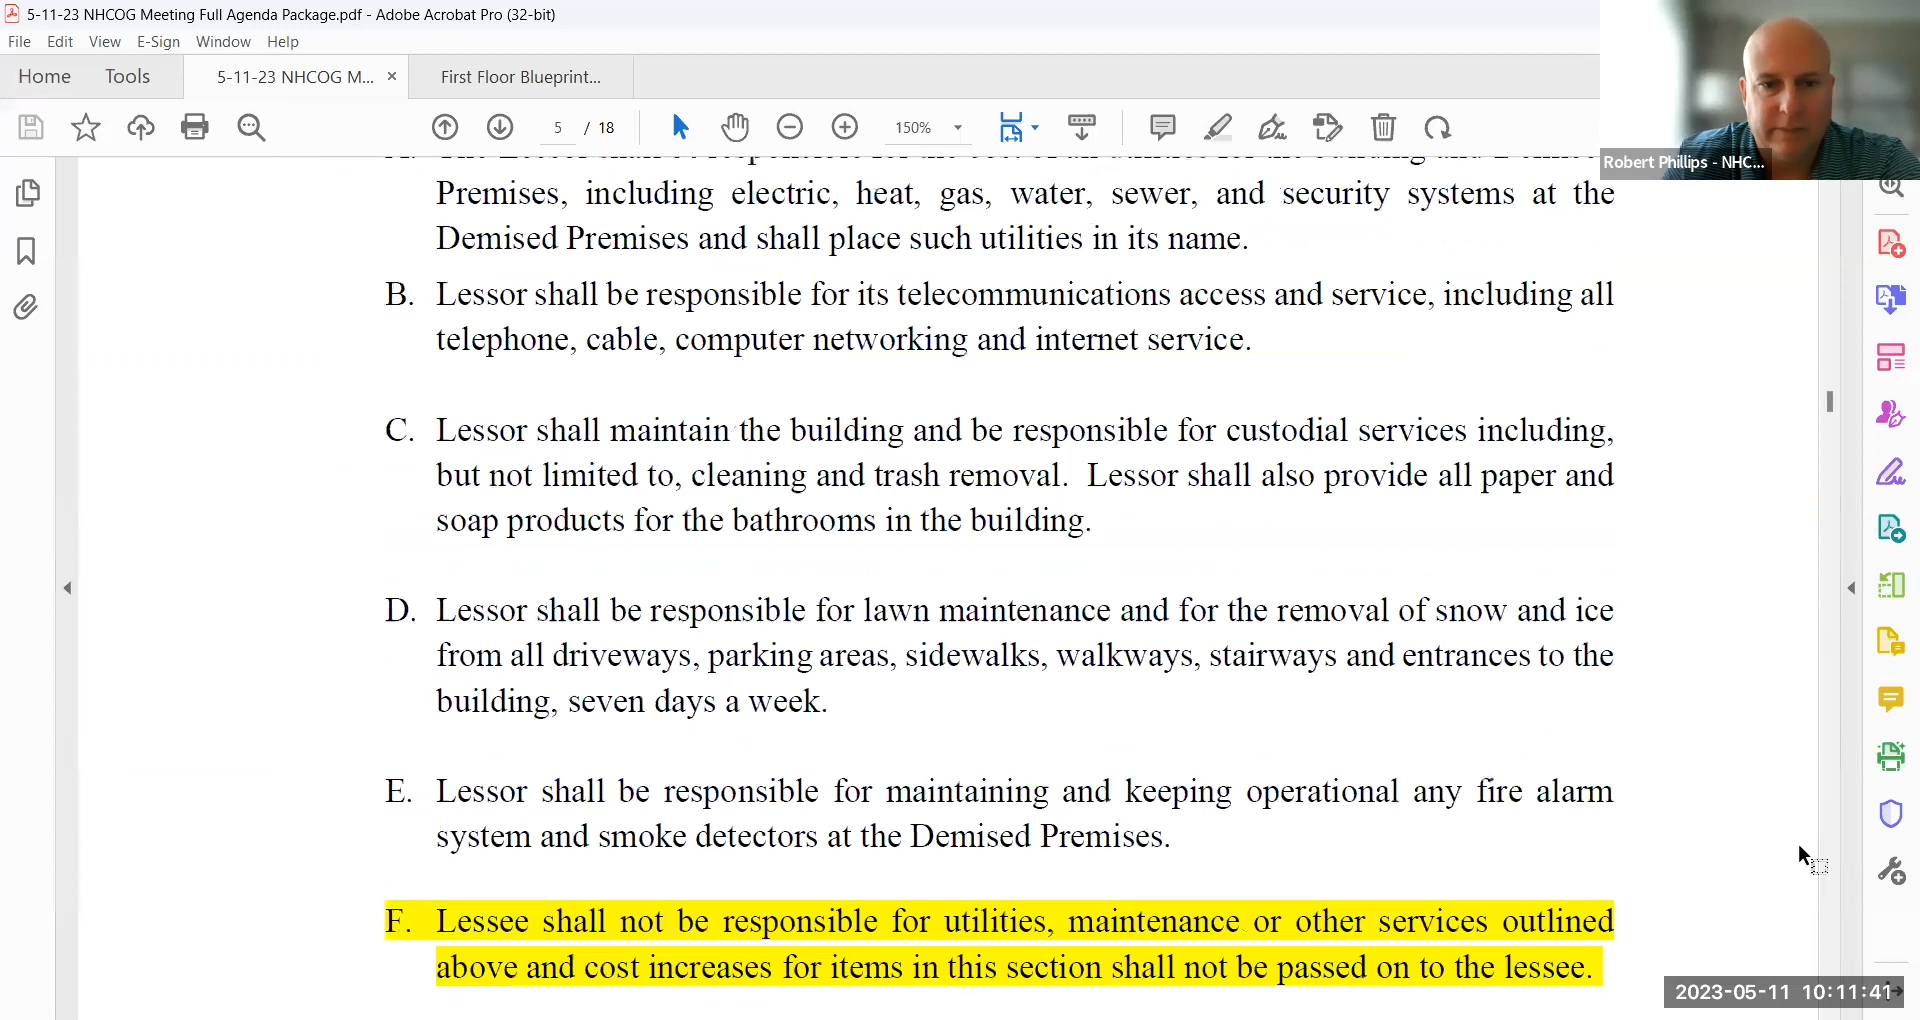 5-11-23 NHCOG Meeting Full Agenda Package.pdf - Adobe Acrobat Pro (32-bit)
File Edit View E-Sign Window Help
Home Tools 5-11-23 NHCOG M... × First Floor Blueprint...
5 / 18 150%
Robert Phillips - NHC...
Premises, including electric, heat, gas, water, sewer, and security systems at the
Demised Premises and shall place such utilities in its name.
B. Lessor shall be responsible for its telecommunications access and service, including all
telephone, cable, computer networking and internet service.
C. Lessor shall maintain the building and be responsible for custodial services including,
but not limited to, cleaning and trash removal. Lessor shall also provide all paper and
soap products for the bathrooms in the building.
D. Lessor shall be responsible for lawn maintenance and for the removal of snow and ice
from all driveways, parking areas, sidewalks, walkways, stairways and entrances to the
building, seven days a week.
E. Lessor shall be responsible for maintaining and keeping operational any fire alarm
system and smoke detectors at the Demised Premises.
F. Lessee shall not be responsible for utilities, maintenance or other services outlined
above and cost increases for items in this section shall not be passed on to the lessee.
2023-05-11 10:11:41